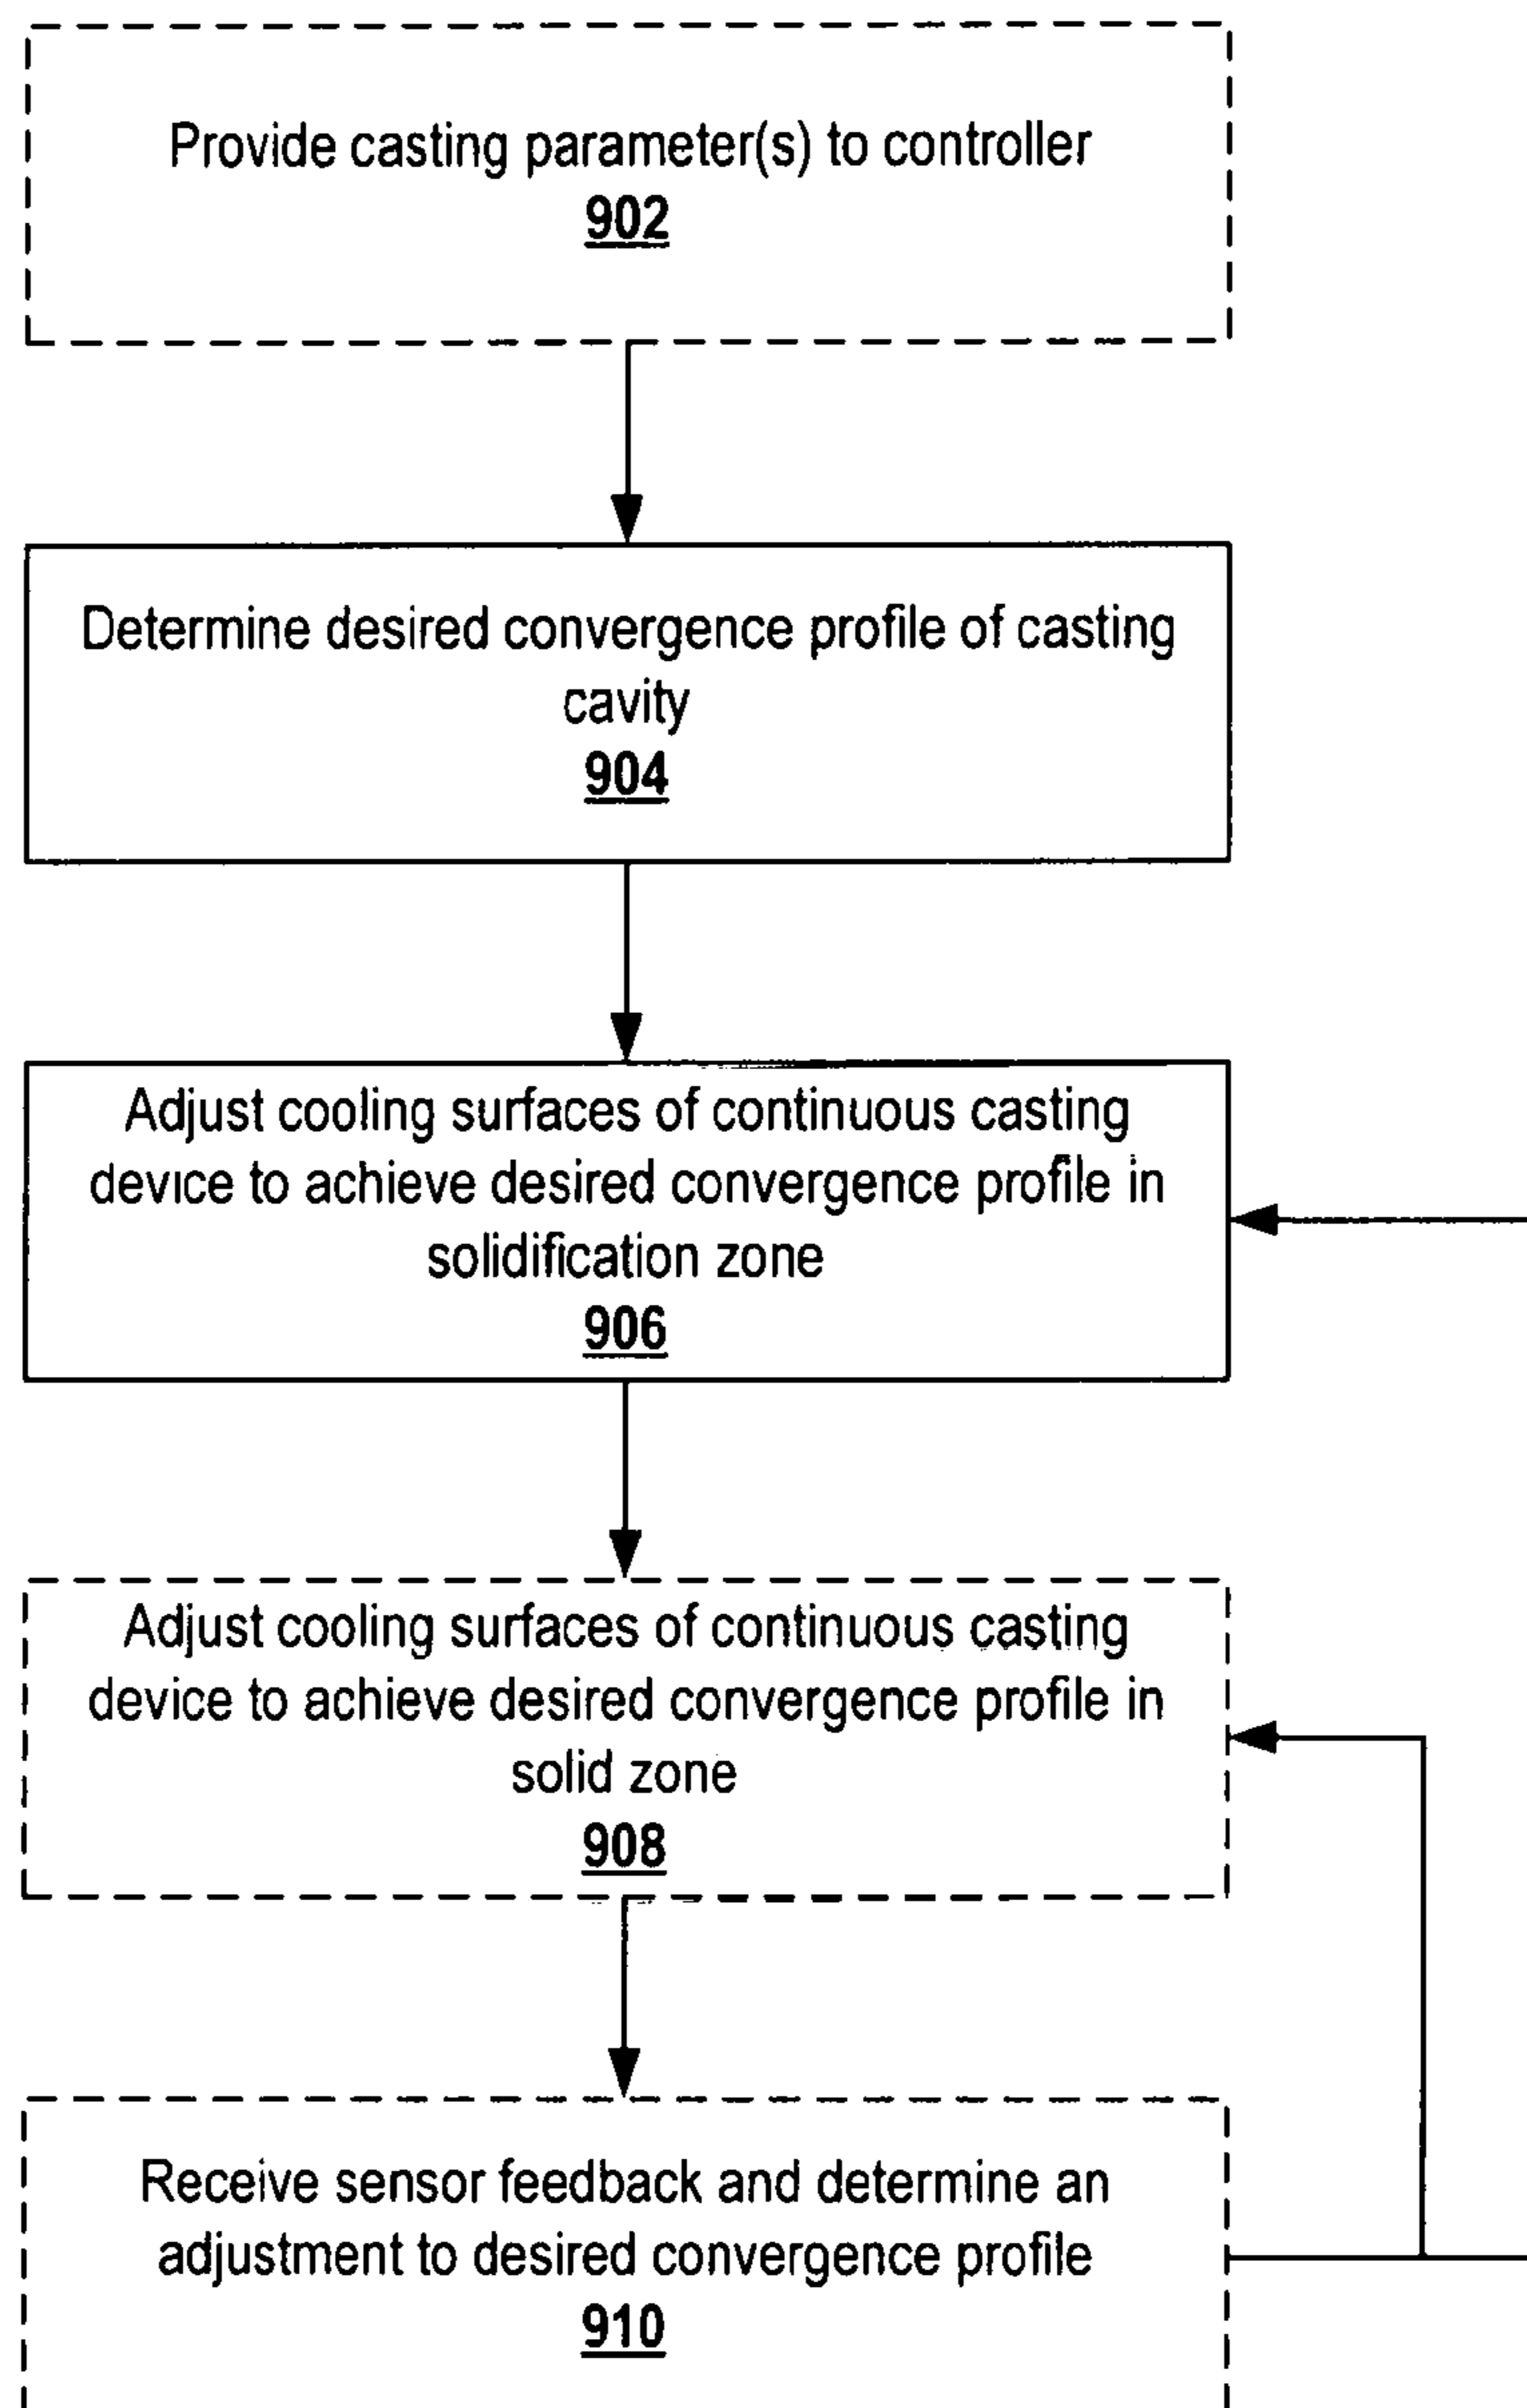 Provide casting parameter(s) to controller
902
Determine desired convergence profile of casting
cavity
904
Adjust cooling surfaces of continuous casting
device to achieve desired convergence profile in
solidification zone
906
Adjust cooling surfaces of continuous casting
device to achieve desired convergence profile in
solid zone
908
Receive sensor feedback and determine an
adjustment to desired convergence profile
910